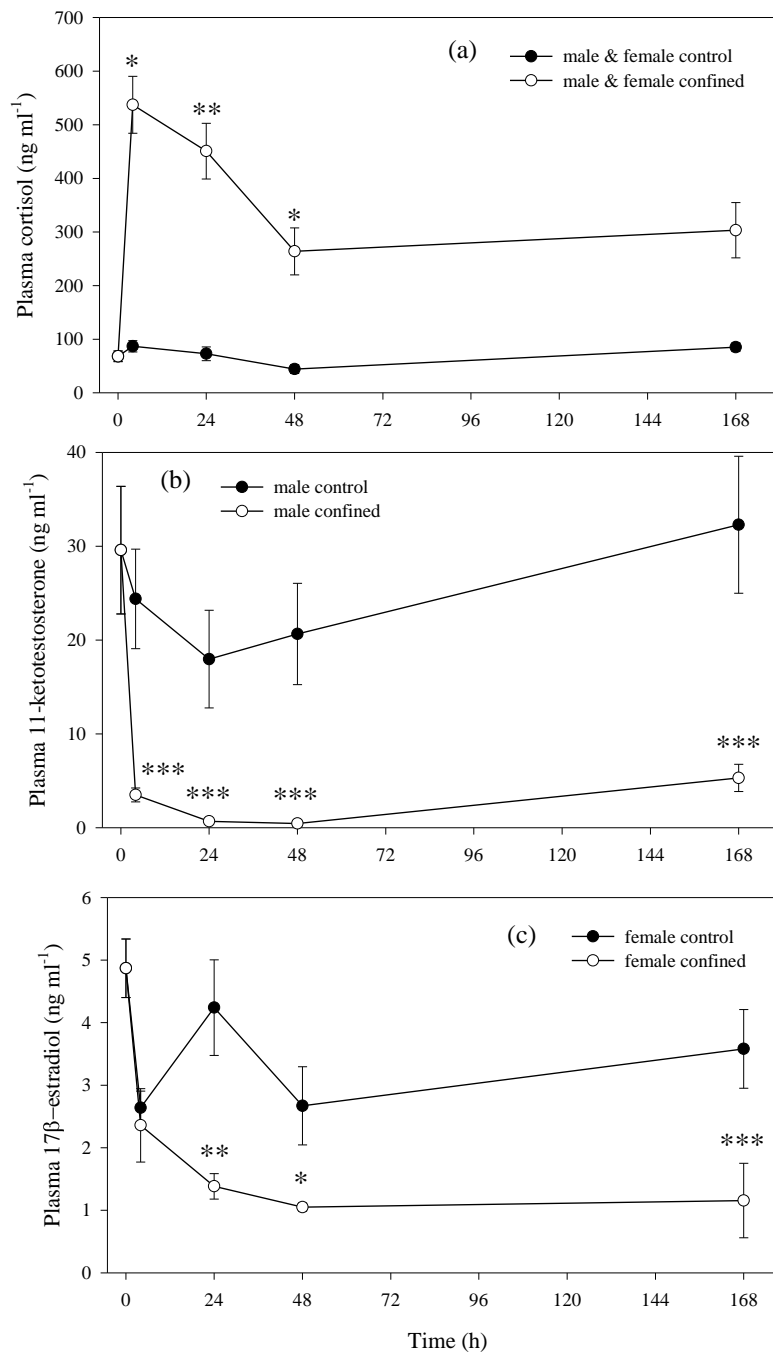 700
600
500
400
300
200
100
0
Plasma cortisol (ng ml⁻¹)
(a)
male & female control
male & female confined
*
**
*
0 24 48 72 96 120 144 168
40
30
20
10
0
Plasma 11-ketotestosterone (ng ml⁻¹)
(b)
male control
male confined
***
***
***
***
0 24 48 72 96 120 144 168
6
5
4
3
2
1
0
Plasma 17β−estradiol (ng ml⁻¹)
(c)
female control
female confined
**
*
***
0 24 48 72 96 120 144 168
Time (h)